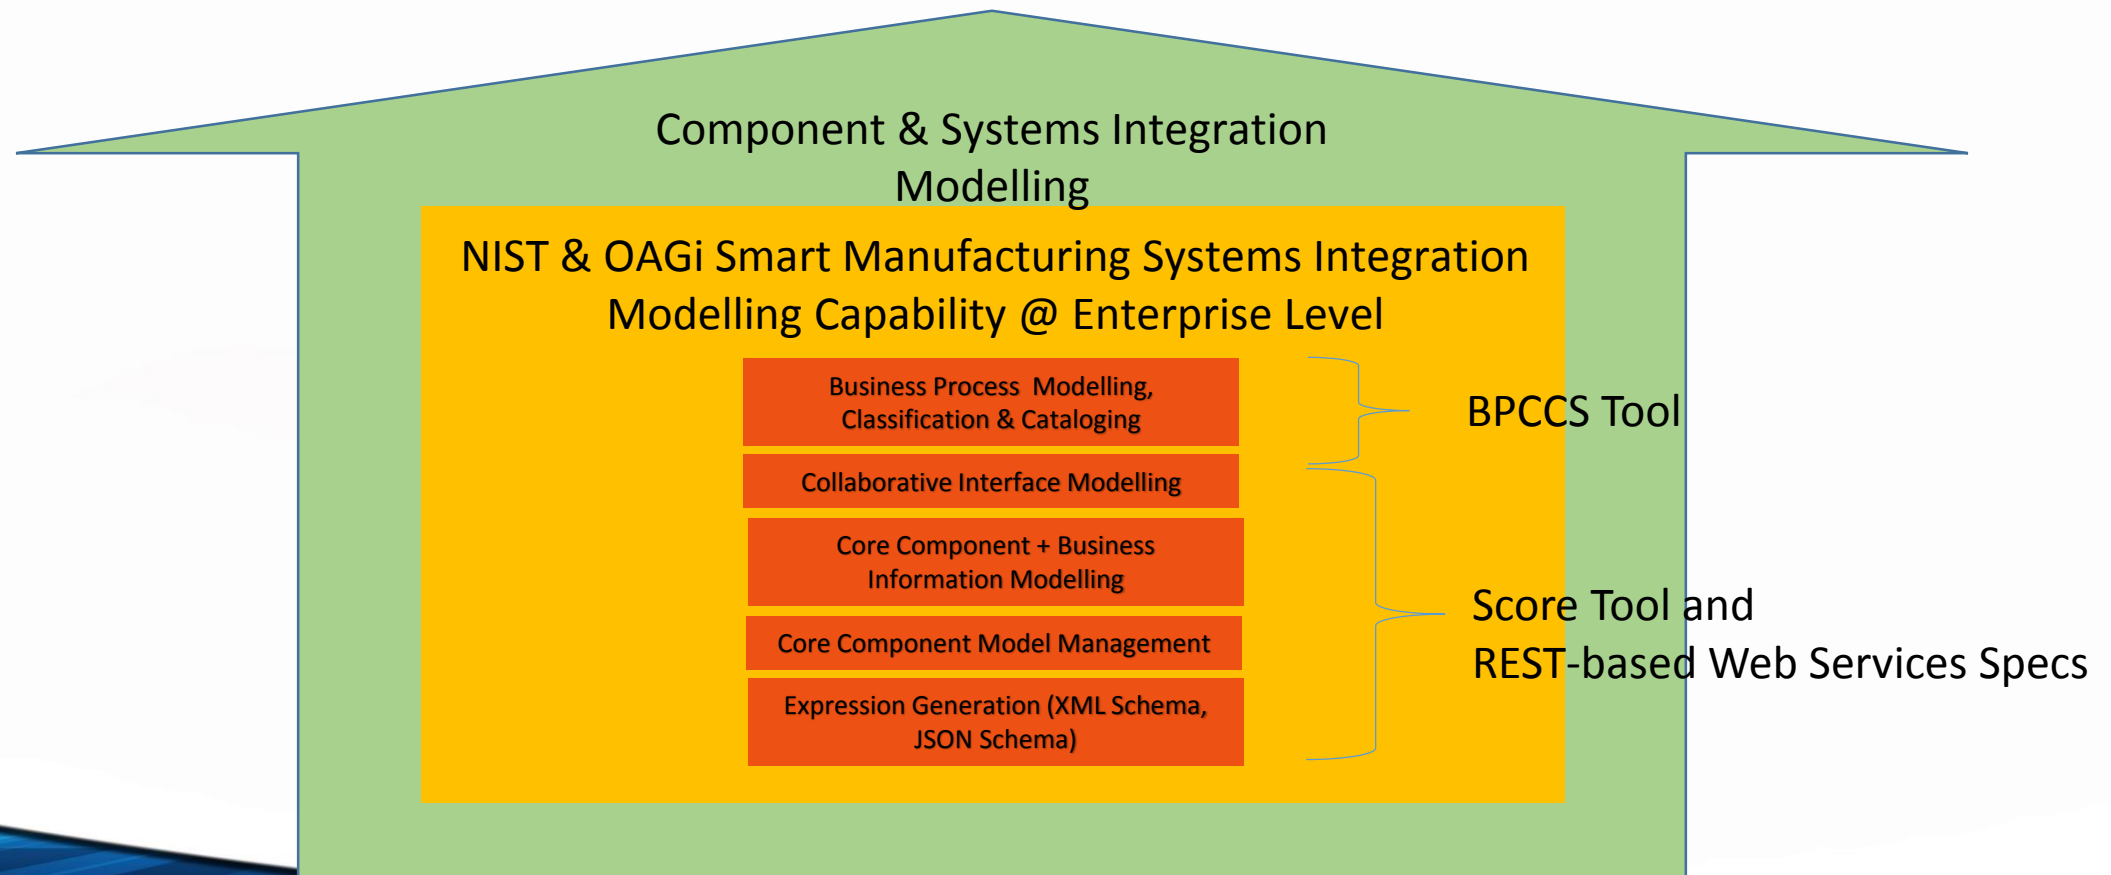 Component & Systems Integration
Modelling
NIST & OAGi Smart Manufacturing Systems Integration
Modelling Capability @ Enterprise Level
Business Process Modelling,
Classification & Cataloging
BPCCS Tool
Collaborative Interface Modelling
Core Component + Business
Information Modelling
Score Tool and
REST-based Web Services Specs
Core Component Model Management
Expression Generation (XML Schema,
JSON Schema)